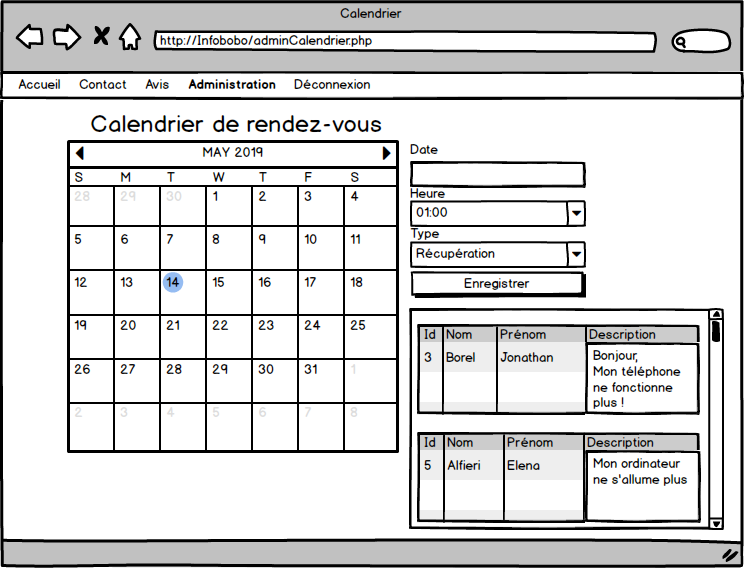 Calendrier
http://Infobobo/adminCalendrier.php
Accueil Contact Avis Administration Déconnexion
Calendrier de rendez-vous
MAY 2019
S M T W T F S
28 29 30 1 2 3 4
5 6 7 8 9 10 11
12 13 14 15 16 17 18
19 20 21 22 23 24 25
26 27 28 29 30 31 1
2 3 4 5 6 7 8
Date
Heure
01:00
Type
Récupération
Enregistrer
Id Nom Prénom Description
3 Borel Jonathan Bonjour,
Mon téléphone
ne fonctionne
plus !
Id Nom Prénom Description
5 Alfieri Elena Mon ordinateur
ne s'allume plus